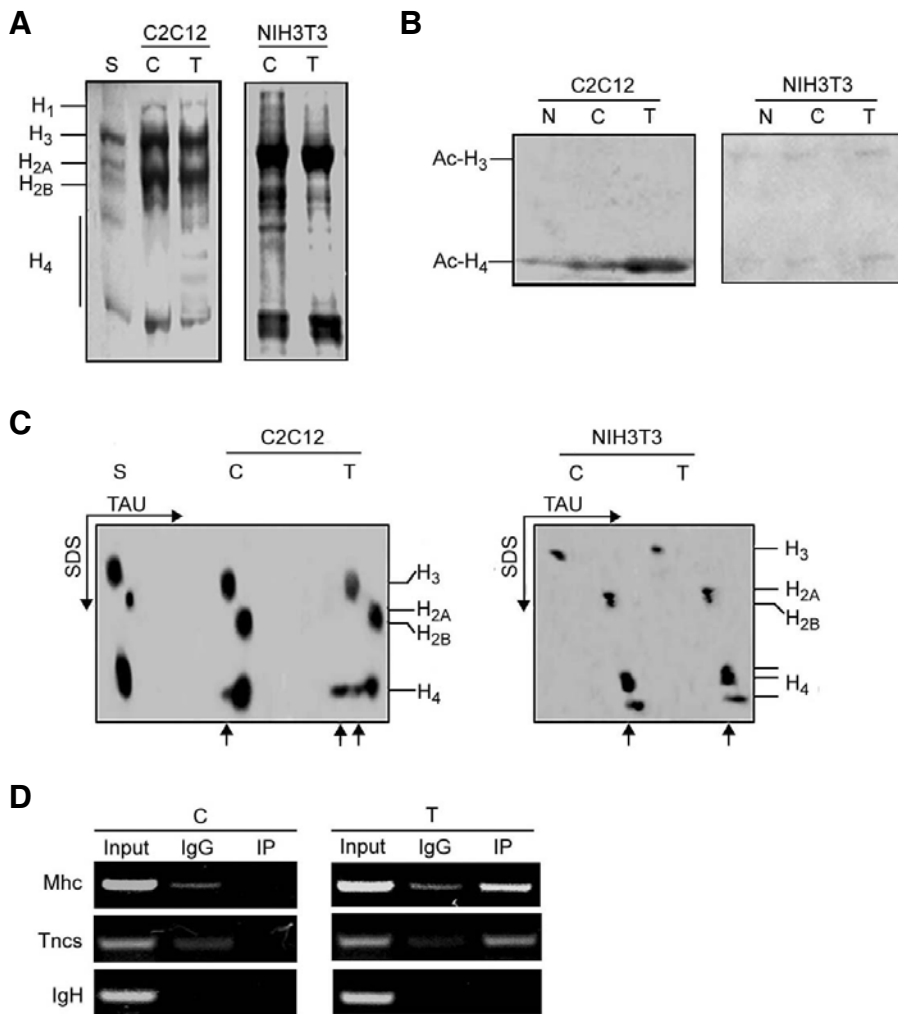 A
C2C12 NIH3T3
S C T C T
H1
H3
H2A
H2B
H4
B
C2C12 NIH3T3
N C T N C T
Ac-H3
Ac-H4
C
C2C12 NIH3T3
S C T C T
TAU TAU
SDS SDS
H3 H3
H2A H2A
H2B H2B
H4 H4
D
C T
Input IgG IP Input IgG IP
Mhc
Tncs
IgH